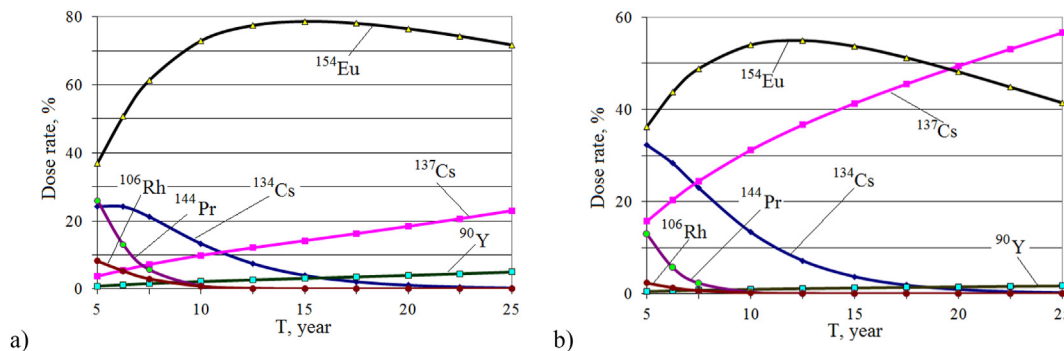 80
60
40
20
0
Dose rate, %
5
10
15
20
25
T, year
¹⁵⁴Eu
¹³⁷Cs
¹⁰⁶Rh
¹⁴⁴Pr
¹³⁴Cs
⁹⁰Y
a)
60
40
20
0
Dose rate, %
5
10
15
20
25
T, year
¹⁵⁴Eu
¹³⁷Cs
¹³⁴Cs
¹⁴⁴Pr
¹⁰⁶Rh
⁹⁰Y
b)